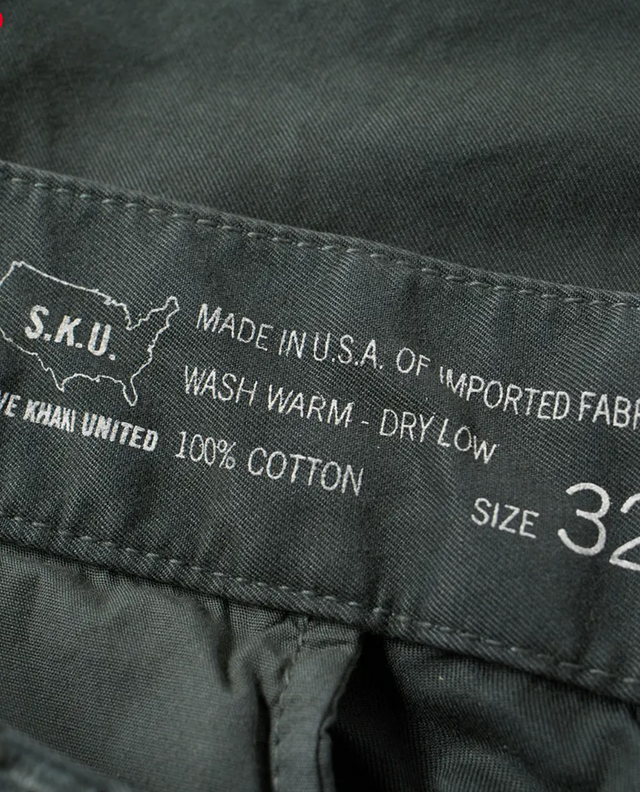 S.K.U.
KHAKI UNITED
MADE IN U.S.A. OF IMPORTED
WASH WARM - DRY LOW
100% COTTON
SIZE 32